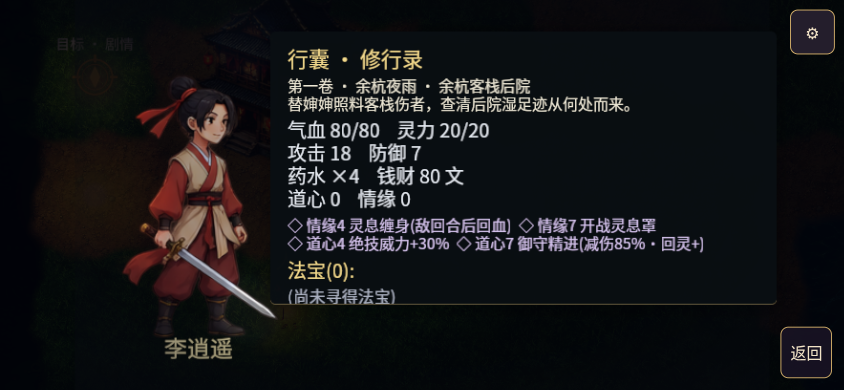 目标 · 剧情
行囊 · 修行录
第一卷 · 余杭夜雨 · 余杭客栈后院
替婶婶照料客栈伤者，查清后院湿足迹从何处而来。
气血 80/80 灵力 20/20
攻击 18 防御 7
药水 ×4 钱财 80 文
道心 0 情缘 0
◇ 情缘4 灵息缠身(敌回合后回血) ◇ 情缘7 开战灵息罩
◇ 道心4 绝技威力+30% ◇ 道心7 御守精进(减伤85%·回灵+)
法宝(0):
(尚未寻得法宝)
李逍遥
返回